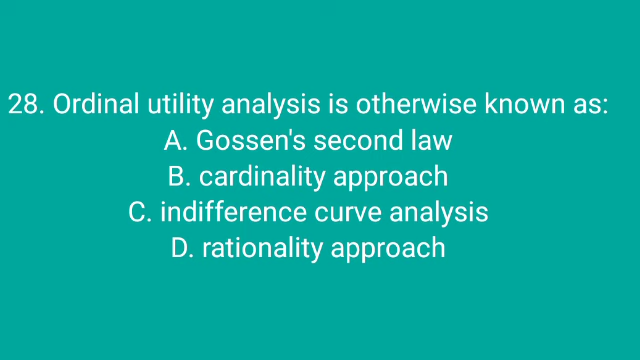 28. Ordinal utility analysis is otherwise known as:
A. Gossen's second law
B. cardinality approach
C. indifference curve analysis
D. rationality approach